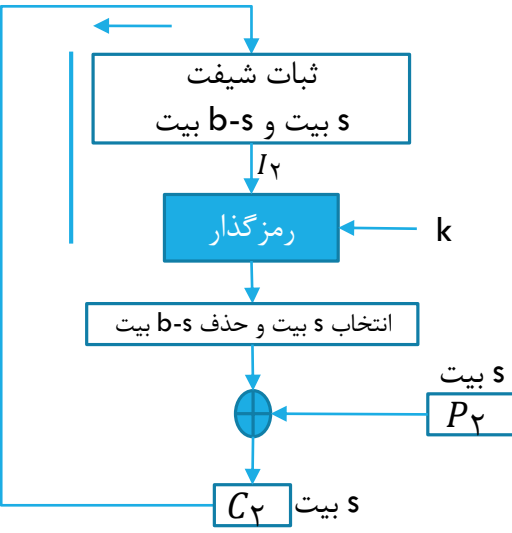 ثبات شیفت
s بیت و b-s بیت
I۲
رمزگذار
k
انتخاب s بیت و حذف b-s بیت
s بیت
P۲
C۲
s بیت